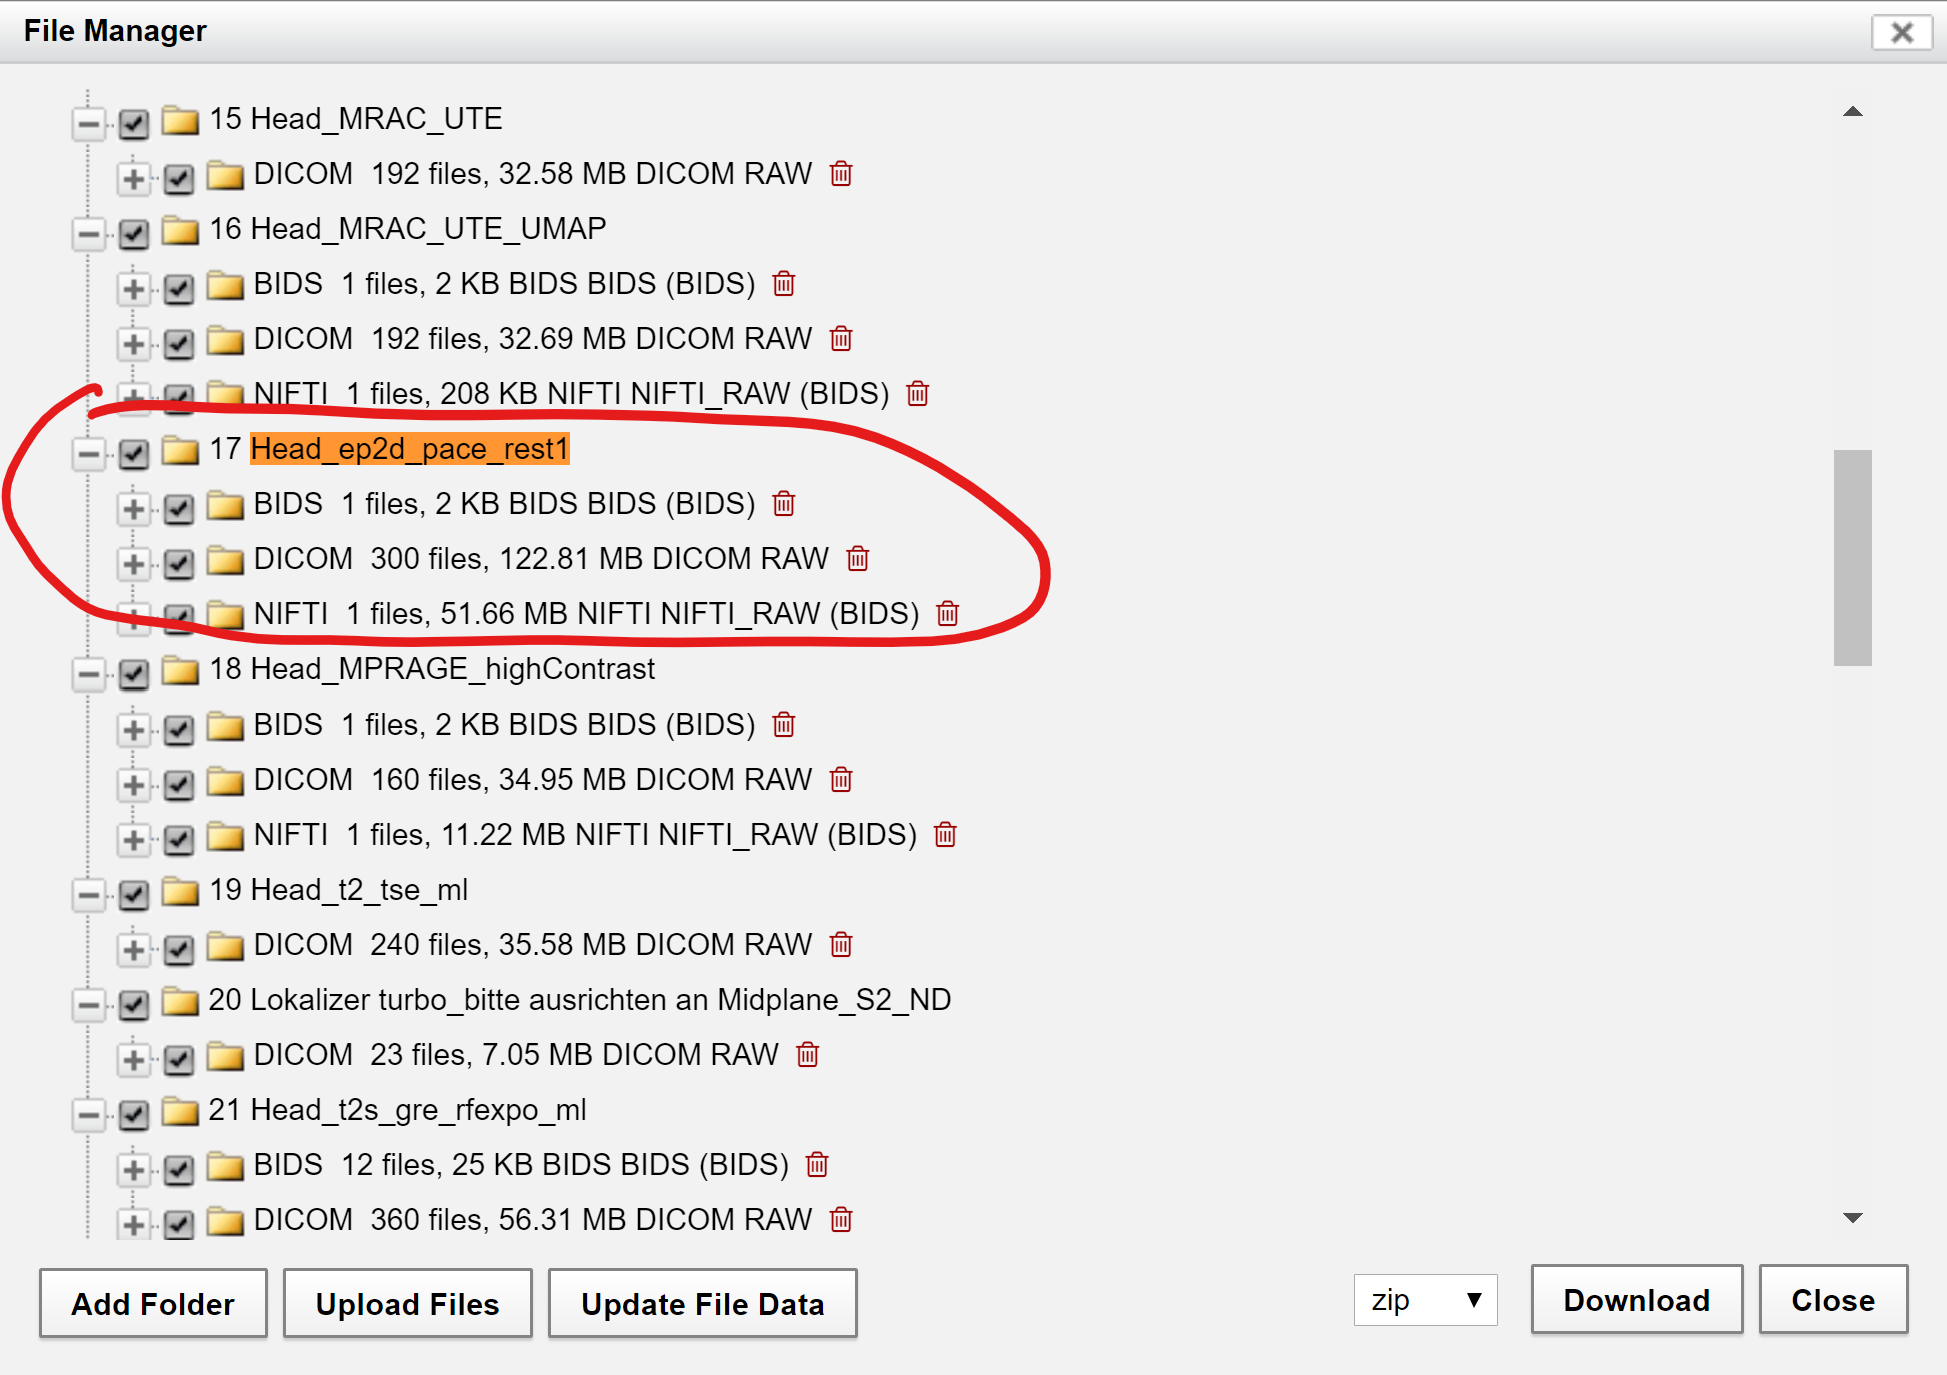 File Manager
15 Head_MRAC_UTE
DICOM 192 files, 32.58 MB DICOM RAW
16 Head_MRAC_UTE_UMAP
BIDS 1 files, 2 KB BIDS BIDS (BIDS)
DICOM 192 files, 32.69 MB DICOM RAW
NIFTI 1 files, 208 KB NIFTI NIFTI_RAW (BIDS)
17 Head_ep2d_pace_rest1
BIDS 1 files, 2 KB BIDS BIDS (BIDS)
DICOM 300 files, 122.81 MB DICOM RAW
NIFTI 1 files, 51.66 MB NIFTI NIFTI_RAW (BIDS)
18 Head_MPRAGE_highContrast
BIDS 1 files, 2 KB BIDS BIDS (BIDS)
DICOM 160 files, 34.95 MB DICOM RAW
NIFTI 1 files, 11.22 MB NIFTI NIFTI_RAW (BIDS)
19 Head_t2_tse_ml
DICOM 240 files, 35.58 MB DICOM RAW
20 Lokalizer turbo_bitte ausrichten an Midplane_S2_ND
DICOM 23 files, 7.05 MB DICOM RAW
21 Head_t2s_gre_rfexpo_ml
BIDS 12 files, 25 KB BIDS BIDS (BIDS)
DICOM 360 files, 56.31 MB DICOM RAW
Add Folder Upload Files Update File Data zip Download Close